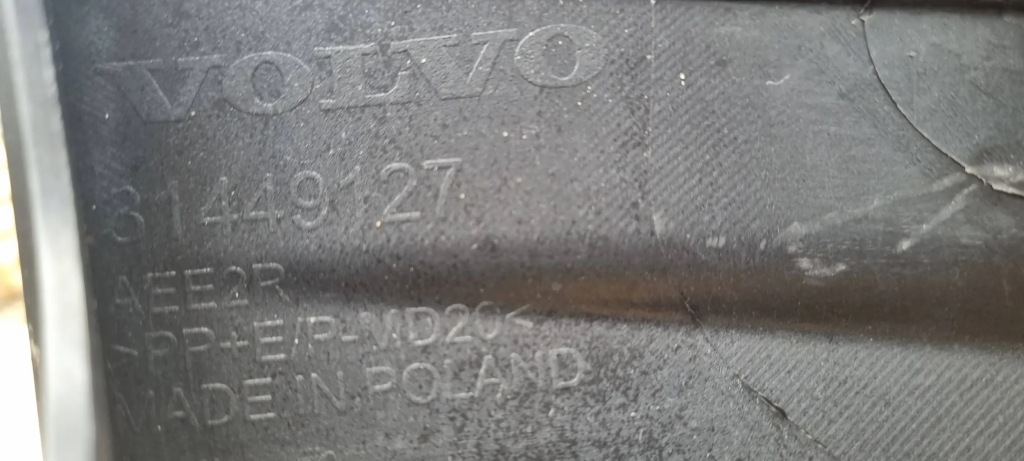 VOLVO
31449127
AEE2R
>PP+E/P-MD20<
MADE IN POLAND